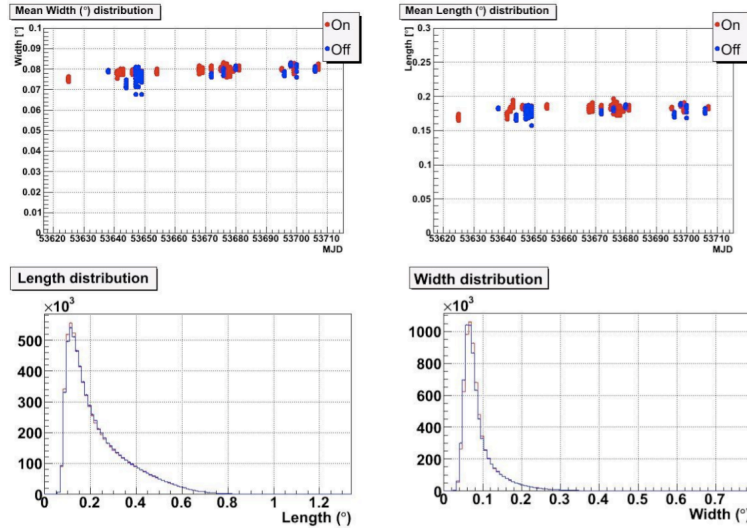 Mean Width (°) distribution
Width [°]
0.1
0.09
0.08
0.07
0.06
0.05
0.04
0.03
0.02
0.01
0
53620 53630 53640 53650 53660 53670 53680 53690 53700 53710
MJD
On
Off
Mean Length (°) distribution
Length [°]
0.3
0.25
0.2
0.15
0.1
0.05
0
53620 53630 53640 53650 53660 53670 53680 53690 53700 53710
MJD
On
Off
Length distribution
×10³
500
400
300
200
100
0
0 0.2 0.4 0.6 0.8 1 1.2
Length (°)
Width distribution
×10³
1000
800
600
400
200
0
0 0.1 0.2 0.3 0.4 0.5 0.6 0.7
Width (°)